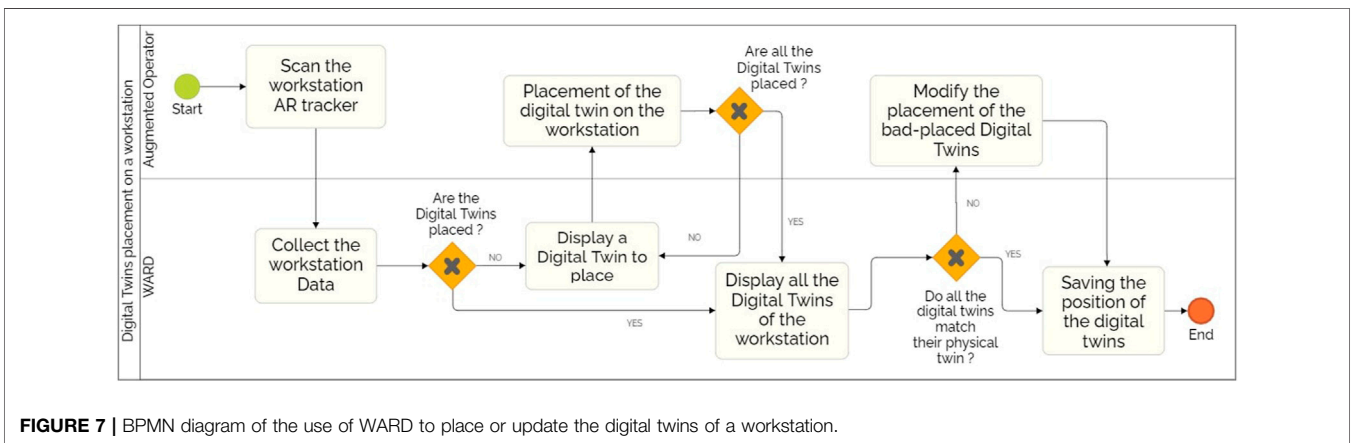 Digital Twins placement on a workstation
Augmented Operator
Start
Scan the
workstation
AR tracker
Placement of the
digital twin on the
workstation
Are all the
Digital Twins
placed ?
Modify the
placement of the
bad-placed Digital
Twins
WARD
Collect the
workstation
Data
Are the
Digital Twins
placed ?
NO
YES
Display a
Digital Twin to
place
NO
YES
Display all the
Digital Twins
of the
workstation
NO
YES
Do all the
digital twins
match
their physical
twin ?
Saving the
position of
the digital
twins
End
FIGURE 7 | BPMN diagram of the use of WARD to place or update the digital twins of a workstation.